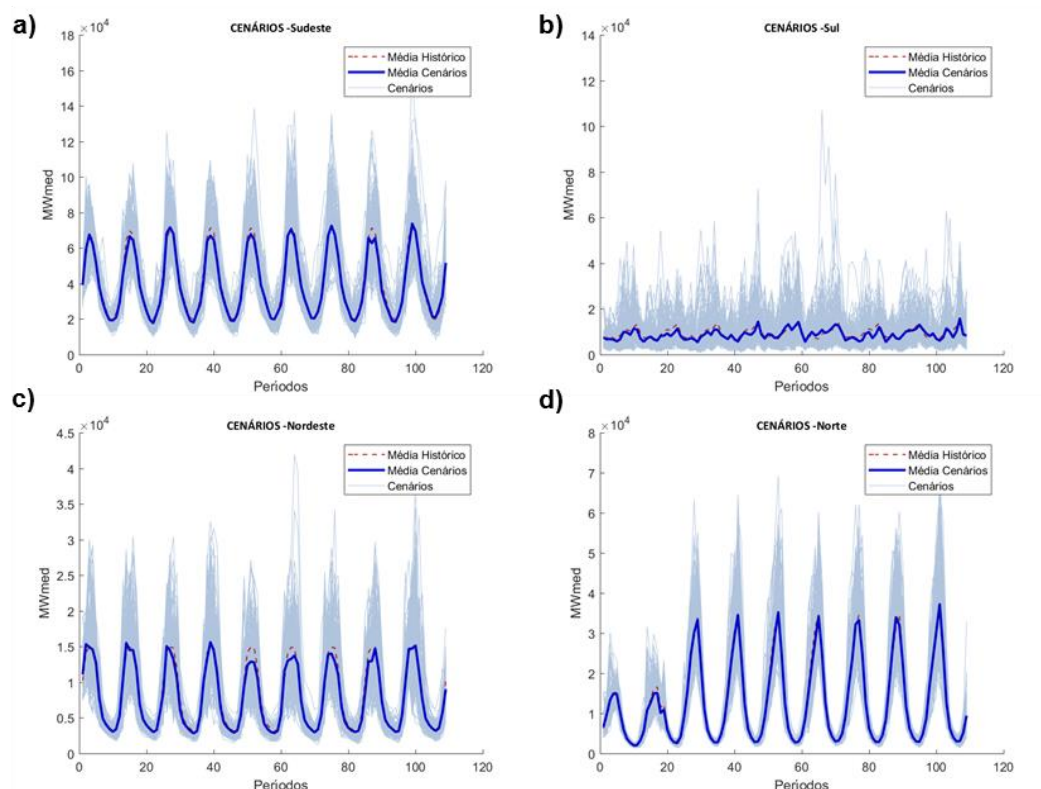 a)
CENÁRIOS -Sudeste
×10⁴
18
16
14
12
10
8
6
4
2
0
MWmed
0 20 40 60 80 100 120
Períodos
Média Histórico
Média Cenários
Cenários
b)
CENÁRIOS -Sul
×10⁴
14
12
10
8
6
4
2
0
MWmed
0 20 40 60 80 100 120
Períodos
Média Histórico
Média Cenários
Cenários
c)
CENÁRIOS -Nordeste
×10⁴
4.5
4
3.5
3
2.5
2
1.5
1
0.5
0
MWmed
0 20 40 60 80 100 120
Períodos
Média Histórico
Média Cenários
Cenários
d)
CENÁRIOS -Norte
×10⁴
8
7
6
5
4
3
2
1
0
MWmed
0 20 40 60 80 100 120
Períodos
Média Histórico
Média Cenários
Cenários